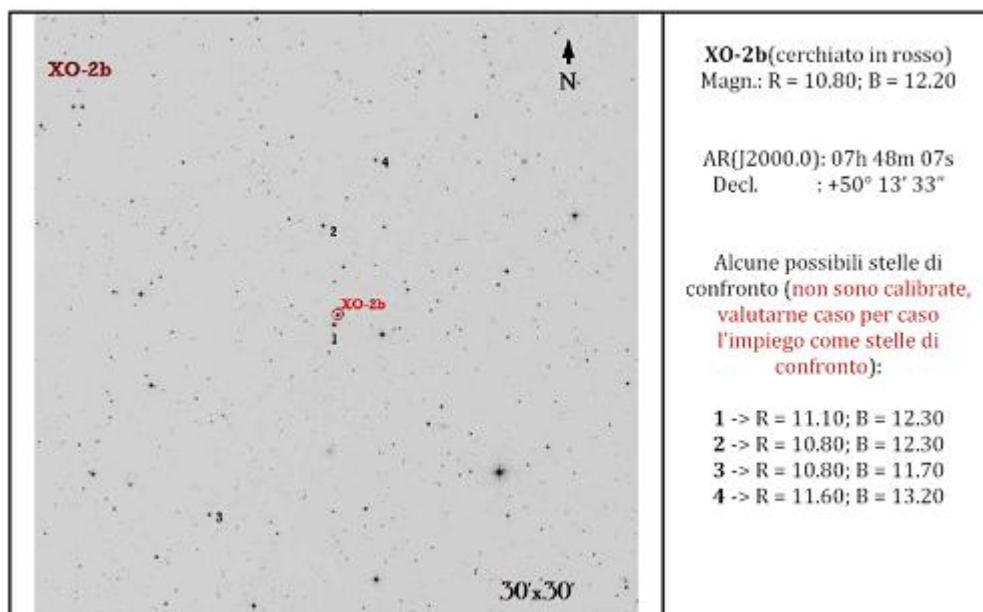 XO-2b
N
4
2
XO-2b
1
3
30'x30'
XO-2b(cerchiato in rosso)
Magn.: R = 10.80; B = 12.20
AR(J2000.0): 07h 48m 07s
Decl. : +50° 13' 33"
Alcune possibili stelle di
confronto (non sono calibrate,
valutarne caso per caso
l'impiego come stelle di
confronto):
1 -> R = 11.10; B = 12.30
2 -> R = 10.80; B = 12.30
3 -> R = 10.80; B = 11.70
4 -> R = 11.60; B = 13.20